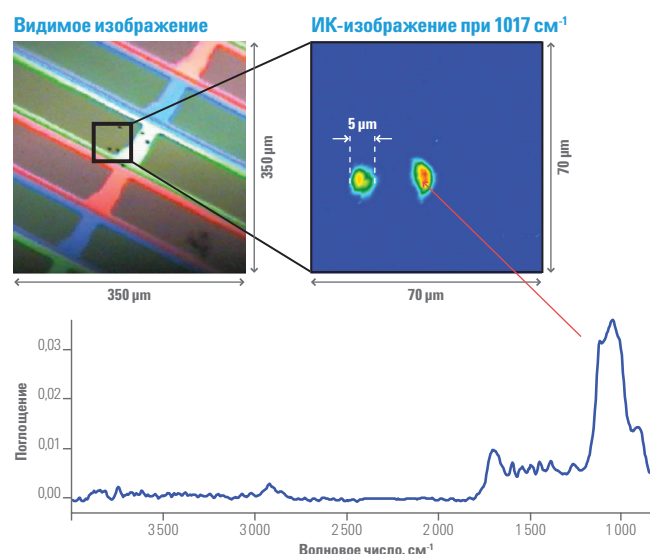 Видимое изображение
ИК-изображение при 1017 см-1
5 µm
350 µm
70 µm
350 µm
70 µm
Поглощение
0,03
0,02
0,01
0,00
3500
3000
2500
2000
1500
1000
Волновое число, см-1